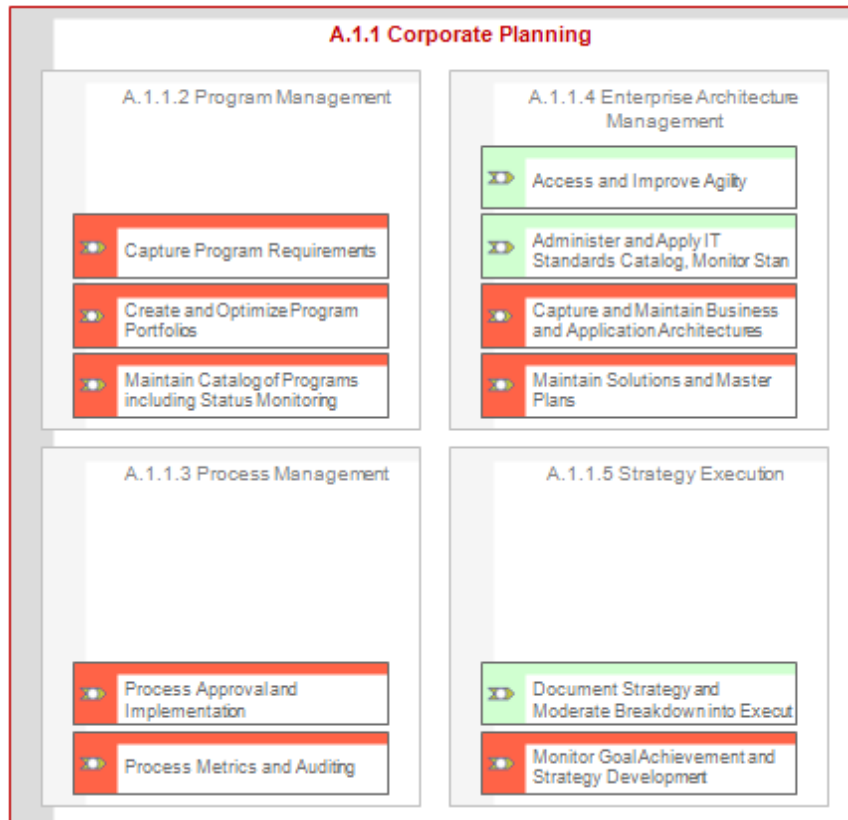 A.1.1 Corporate Planning
A.1.1.2 Program Management
Capture Program Requirements
Create and Optimize Program
Portfolios
Maintain Catalog of Programs
including Status Monitoring
A.1.1.4 Enterprise Architecture
Management
Access and Improve Agility
Administer and Apply IT
Standards Catalog, Monitor Stan
Capture and Maintain Business
and Application Architectures
Maintain Solutions and Master
Plans
A.1.1.3 Process Management
Process Approval and
Implementation
Process Metrics and Auditing
A.1.1.5 Strategy Execution
Document Strategy and
Moderate Breakdown into Execut
Monitor Goal Achievement and
Strategy Development